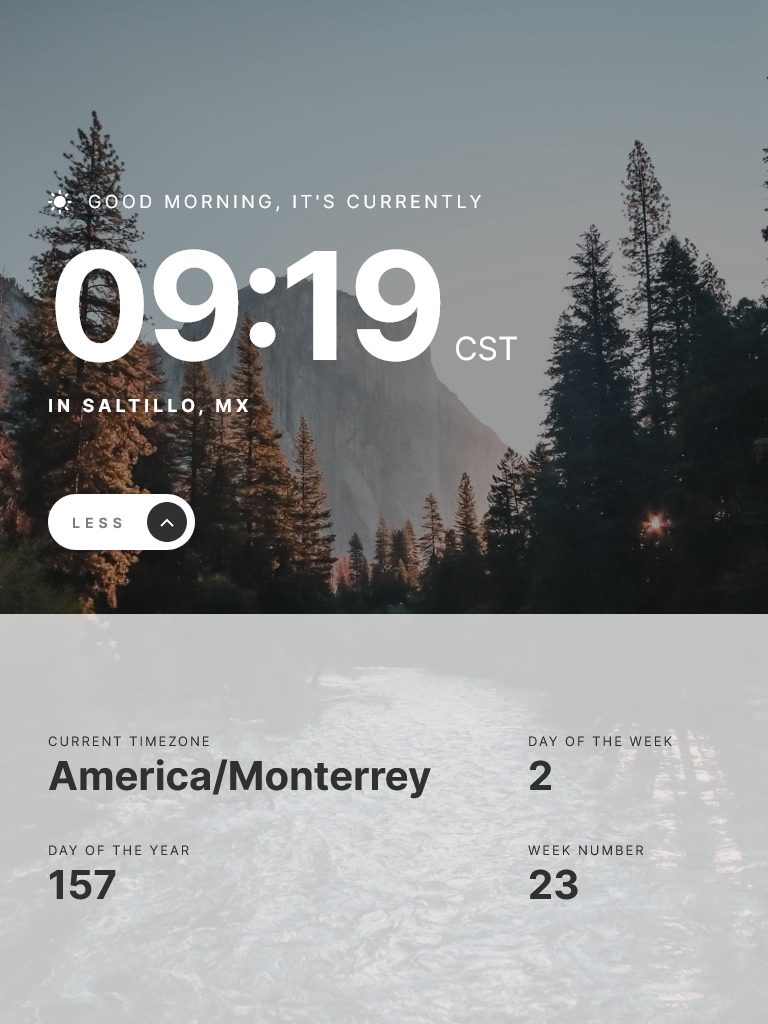 GOOD MORNING, IT'S CURRENTLY
09:19 CST
IN SALTILLO, MX
LESS
CURRENT TIMEZONE
America/Monterrey
DAY OF THE WEEK
2
DAY OF THE YEAR
157
WEEK NUMBER
23